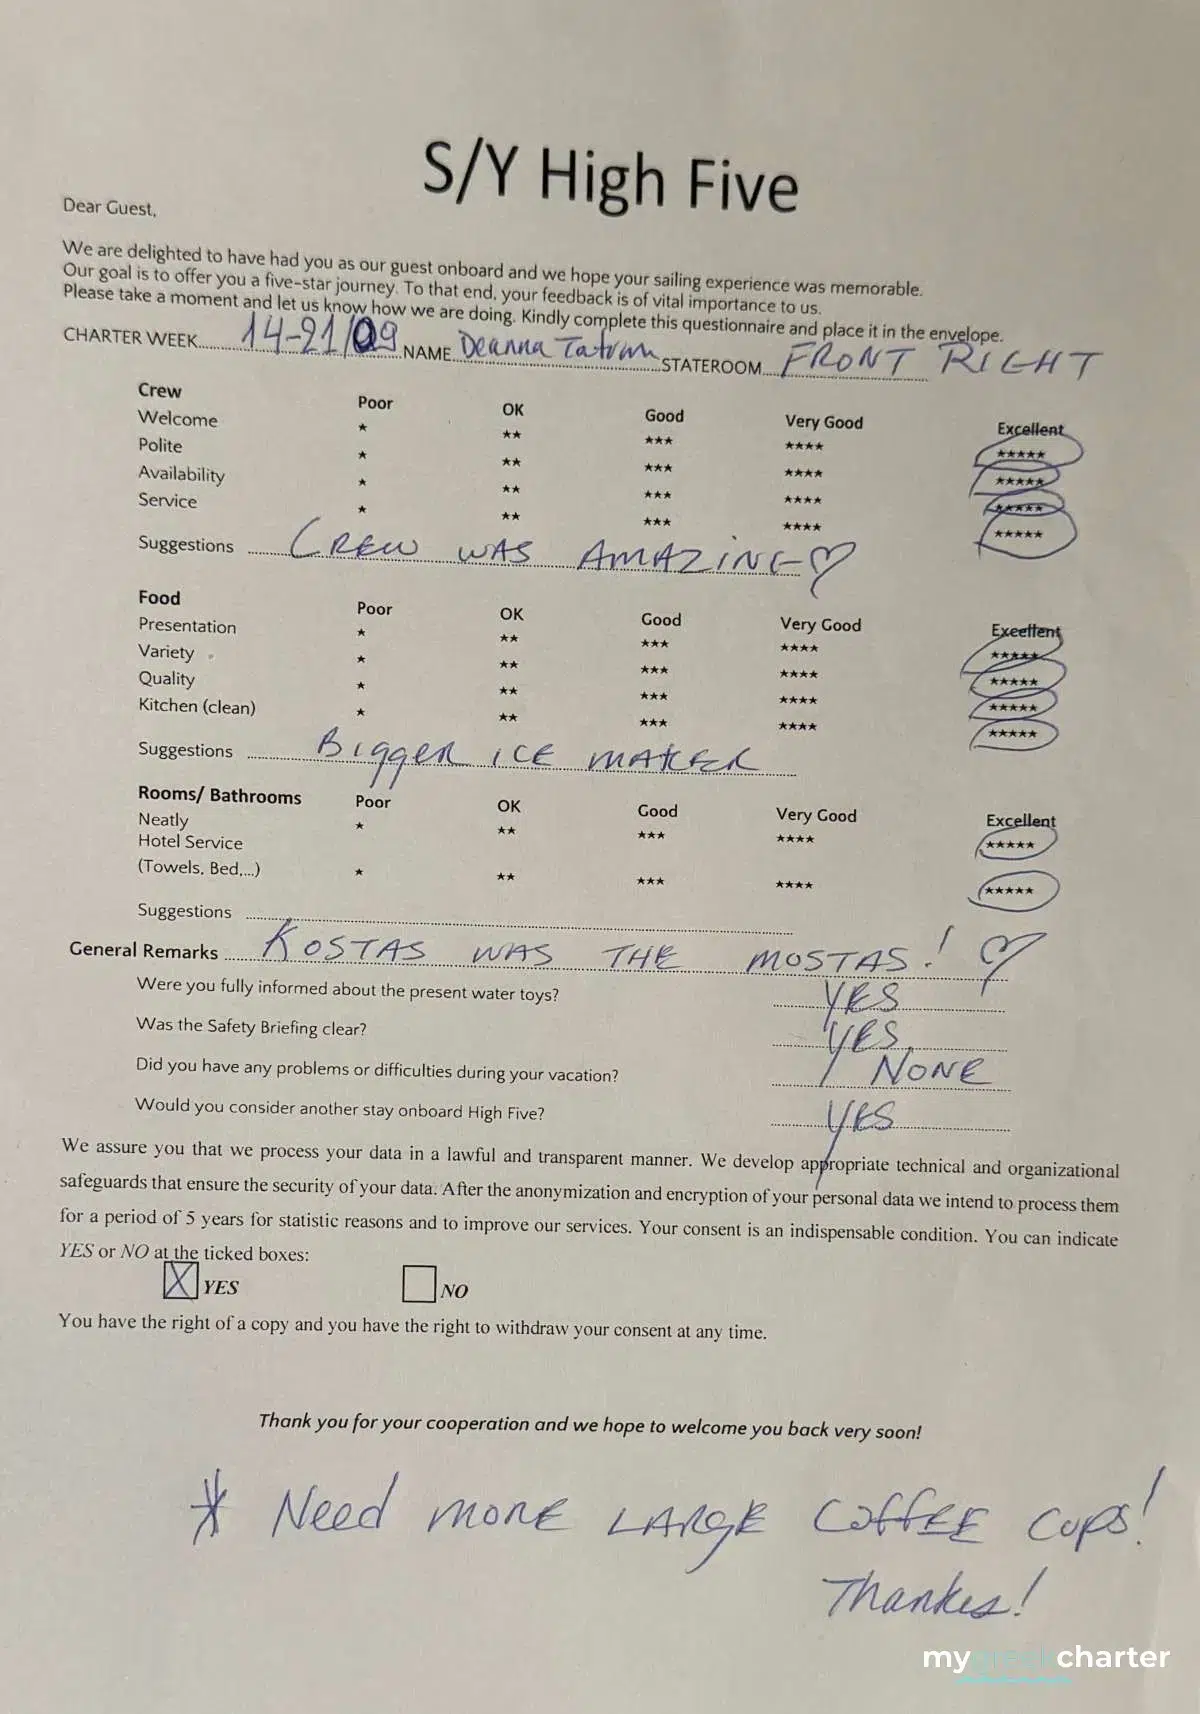 S/Y High Five
Dear Guest,
We are delighted to have had you as our guest onboard and we hope your sailing experience was memorable.
Our goal is to offer you a five-star journey. To that end, your feedback is of vital importance to us.
Please take a moment and let us know how we are doing. Kindly complete this questionnaire and place it in the envelope.
CHARTER WEEK 14-21/09 NAME Deanna Tatum STATEROOM FRONT RIGHT
Crew Poor OK Good Very Good Excellent
Welcome * ** *** **** *****
Polite * ** *** **** *****
Availability * ** *** **** *****
Service * ** *** **** *****
Suggestions CREW WAS AMAZING ♡
Food Poor OK Good Very Good Excellent
Presentation * ** *** **** *****
Variety * ** *** **** *****
Quality * ** *** **** *****
Kitchen (clean) * ** *** **** *****
Suggestions BIggER ICE MAKER
Rooms/ Bathrooms Poor OK Good Very Good Excellent
Neatly * ** *** **** *****
Hotel Service
(Towels, Bed,...) * ** *** **** *****
Suggestions
General Remarks KOSTAS WAS THE MOSTAS! ♡
Were you fully informed about the present water toys? YES
Was the Safety Briefing clear? YES
Did you have any problems or difficulties during your vacation? NONE
Would you consider another stay onboard High Five? YES
We assure you that we process your data in a lawful and transparent manner. We develop appropriate technical and organizational
safeguards that ensure the security of your data. After the anonymization and encryption of your personal data we intend to process them
for a period of 5 years for statistic reasons and to improve our services. Your consent is an indispensable condition. You can indicate
YES or NO at the ticked boxes:
X YES NO
You have the right of a copy and you have the right to withdraw your consent at any time.
Thank you for your cooperation and we hope to welcome you back very soon!
* Need MORE LARgE COffEE Cups!
Thankes!
mygreekcharter